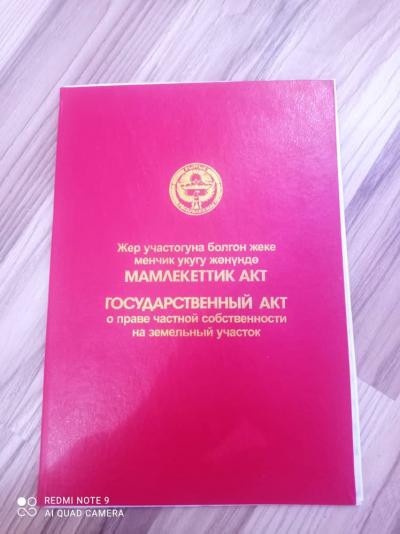 Жер участогуна болгон жеке
менчик укугу жөнүндө
МАМЛЕКЕТТИК АКТ
ГОСУДАРСТВЕННЫЙ АКТ
о праве частной собственности
на земельный участок
REDMI NOTE 9
AI QUAD CAMERA